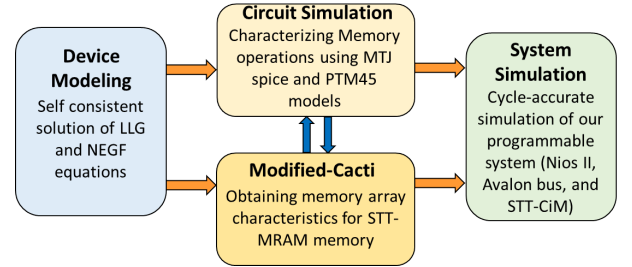 Device
Modeling
Self consistent
solution of LLG
and NEGF
equations
Circuit Simulation
Characterizing Memory
operations using MTJ
spice and PTM45
models
Modified-Cacti
Obtaining memory array
characteristics for STT-
MRAM memory
System
Simulation
Cycle-accurate
simulation of our
programmable
system (Nios II,
Avalon bus, and
STT-CiM)